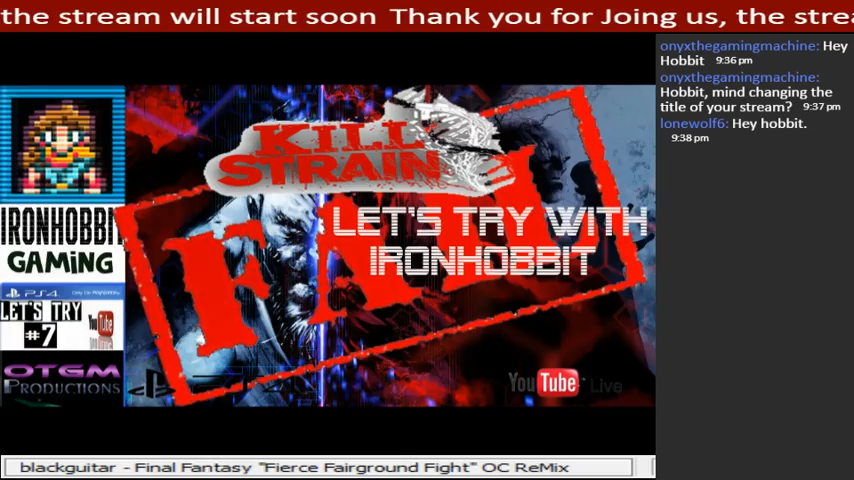 the stream will start soon Thank you for Joing us, the strea
onyxthegamingmachine: Hey
Hobbit 9:36 pm
onyxthegamingmachine:
Hobbit, mind changing the
title of your stream? 9:37 pm
lonewolf6: Hey hobbit.
9:38 pm
KILL
STRAIN
FAIL
LET'S TRY WITH
IRONHOBBIT
IRONHOBBIT
GAMING
PS4
LET'S TRY
#7
YouTube
OTGM
PRODUCTIONS
YouTube Live
blackguitar - Final Fantasy "Fierce Fairground Fight" OC ReMix